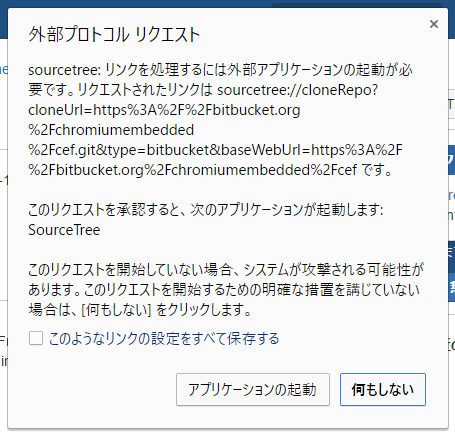 外部プロトコル リクエスト
sourcetree: リンクを処理するには外部アプリケーションの起動が必
要です。リクエストされたリンクは sourcetree://cloneRepo?
cloneUrl=https%3A%2F%2Fbitbucket.org
%2Fchromiumembedded
%2Fcef.git&type=bitbucket&baseWebUrl=https%3A%2F
%2Fbitbucket.org%2Fchromiumembedded%2Fcef です。
このリクエストを承認すると、次のアプリケーションが起動します:
SourceTree
このリクエストを開始していない場合、システムが攻撃される可能性が
あります。このリクエストを開始するための明確な措置を講じていない
場合は、[何もしない] をクリックします。
このようなリンクの設定をすべて保存する
アプリケーションの起動
何もしない